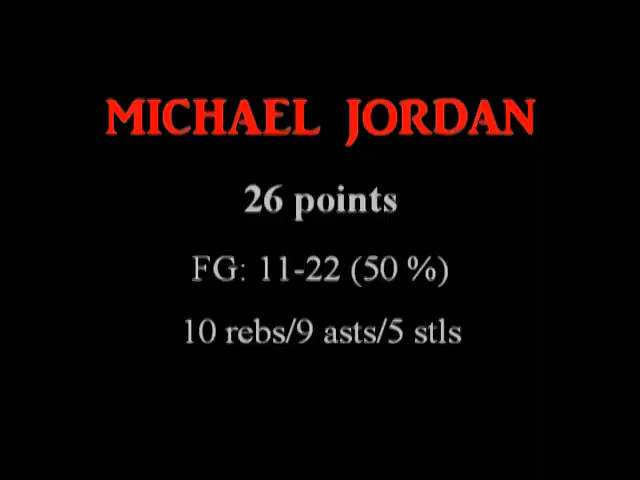 MICHAEL JORDAN
26 points
FG: 11-22 (50 %)
10 rebs/9 asts/5 stls